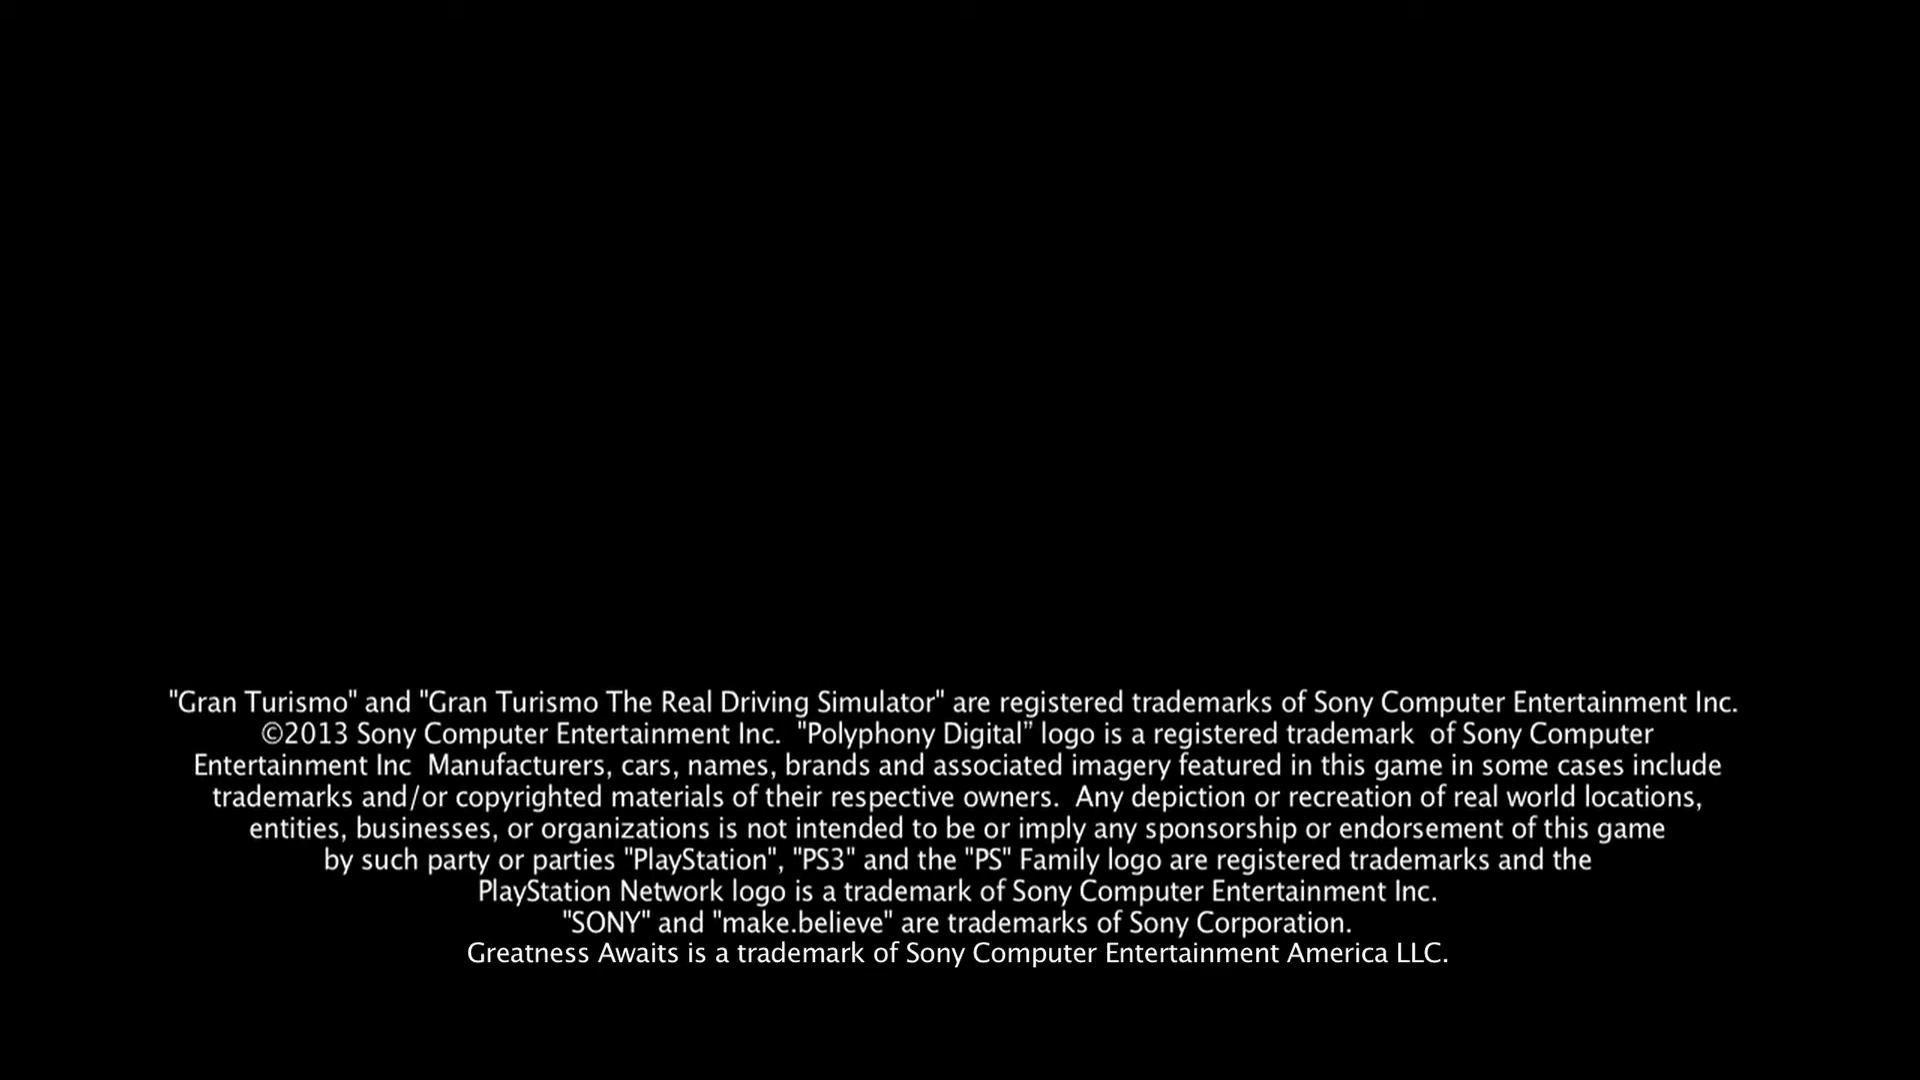 "Gran Turismo" and "Gran Turismo The Real Driving Simulator" are registered trademarks of Sony Computer Entertainment Inc.
©2013 Sony Computer Entertainment Inc.  "Polyphony Digital” logo is a registered trademark  of Sony Computer
Entertainment Inc  Manufacturers, cars, names, brands and associated imagery featured in this game in some cases include
trademarks and/or copyrighted materials of their respective owners.  Any depiction or recreation of real world locations,
entities, businesses, or organizations is not intended to be or imply any sponsorship or endorsement of this game
by such party or parties "PlayStation", "PS3" and the "PS" Family logo are registered trademarks and the
PlayStation Network logo is a trademark of Sony Computer Entertainment Inc.
"SONY" and "make.believe" are trademarks of Sony Corporation.
Greatness Awaits is a trademark of Sony Computer Entertainment America LLC.